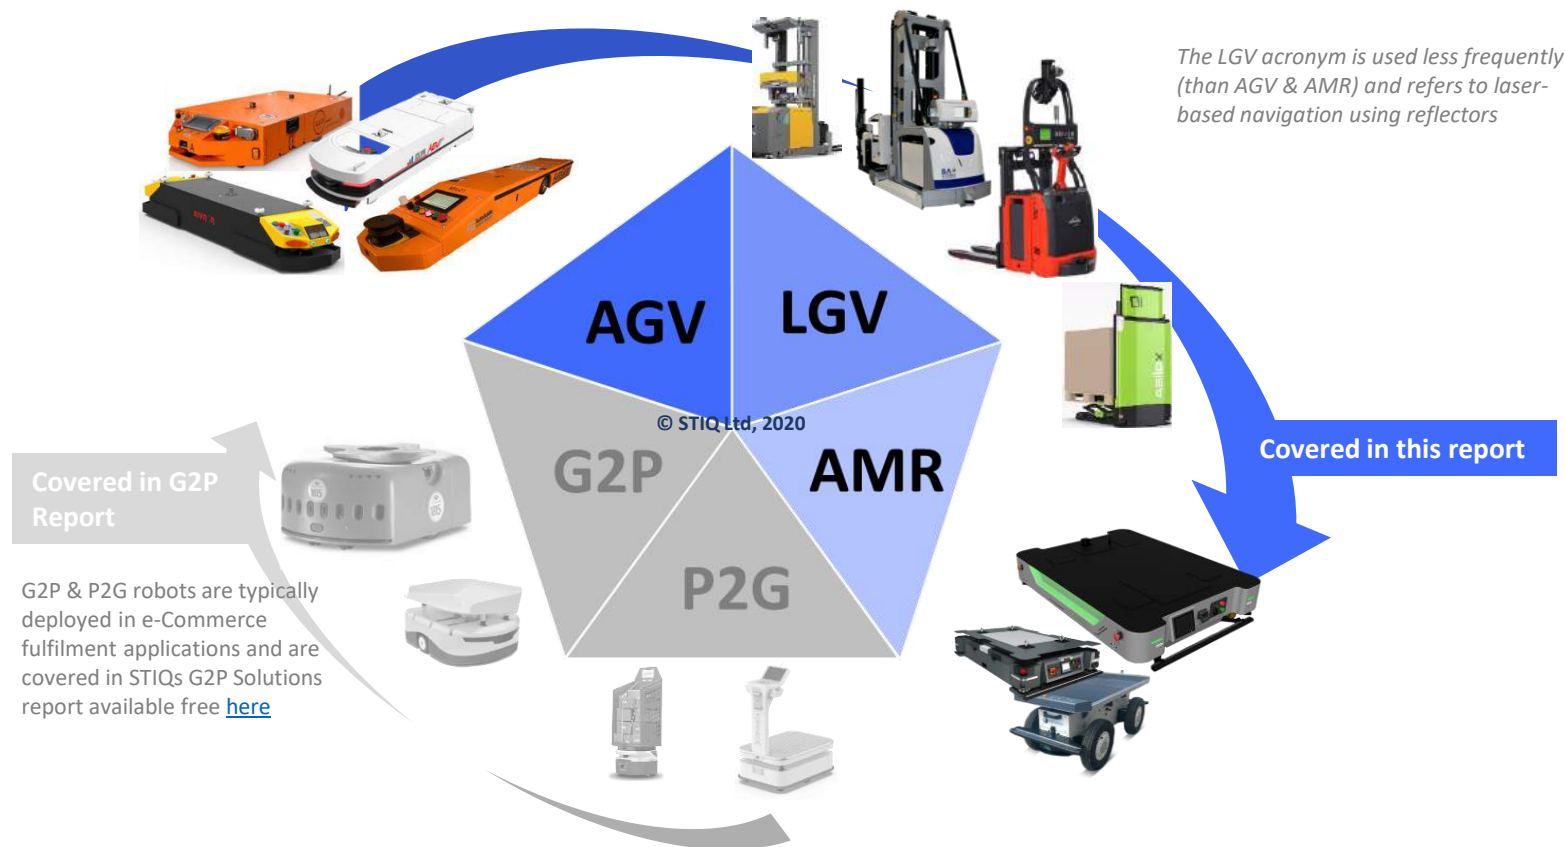 The LGV acronym is used less frequently
(than AGV & AMR) and refers to laser-
based navigation using reflectors
AGV
LGV
© STIQ Ltd, 2020
G2P
AMR
P2G
Covered in this report
Covered in G2P
Report
G2P & P2G robots are typically
deployed in e-Commerce
fulfilment applications and are
covered in STIQs G2P Solutions
report available free here